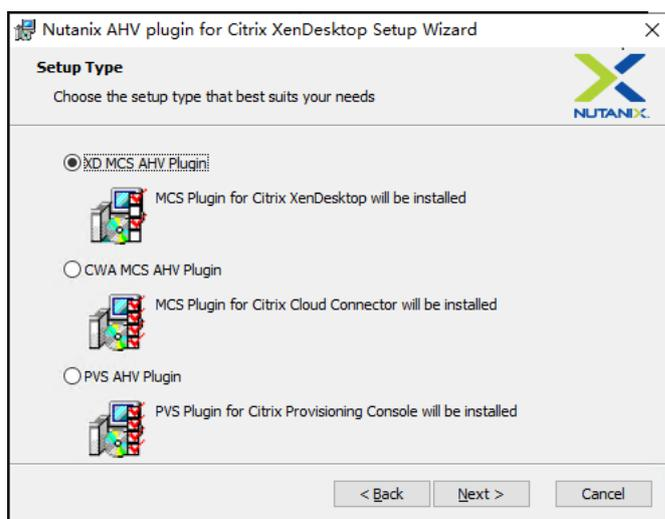 Nutanix AHV plugin for Citrix XenDesktop Setup Wizard
Setup Type
Choose the setup type that best suits your needs
NUTANIX.
XD MCS AHV Plugin
MCS Plugin for Citrix XenDesktop will be installed
CWA MCS AHV Plugin
MCS Plugin for Citrix Cloud Connector will be installed
PVS AHV Plugin
PVS Plugin for Citrix Provisioning Console will be installed
< Back Next > Cancel